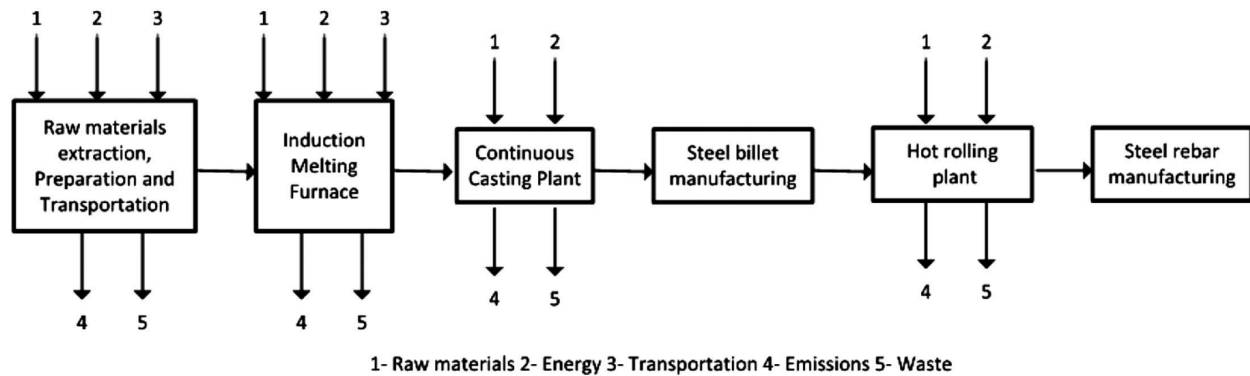 1 2 3
1 2 3
1 2
1 2
Raw materials
extraction,
Preparation and
Transportation
Induction
Melting
Furnace
Continuous
Casting Plant
Steel billet
manufacturing
Hot rolling
plant
Steel rebar
manufacturing
4 5
4 5
4 5
4 5
1- Raw materials 2- Energy 3- Transportation 4- Emissions 5- Waste